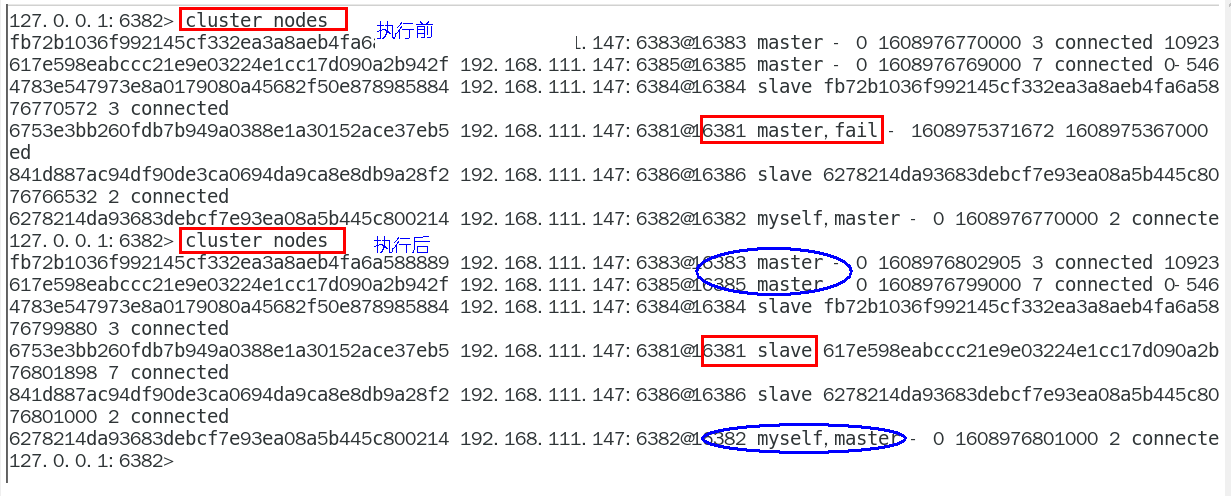 127.0.0.1:6382> cluster nodes 执行前
fb72b1036f992145cf332ea3a8aeb4fa6a .147:6383@16383 master - 0 1608976770000 3 connected 10923
617e598eabccc21e9e03224e1cc17d090a2b942f 192.168.111.147:6385@16385 master - 0 1608976769000 7 connected 0-546
4783e547973e8a0179080a45682f50e878985884 192.168.111.147:6384@16384 slave fb72b1036f992145cf332ea3a8aeb4fa6a58
76770572 3 connected
6753e3bb260fdb7b949a0388e1a30152ace37eb5 192.168.111.147:6381@16381 master,fail - 1608975371672 1608975367000
ed
841d887ac94df90de3ca0694da9ca8e8db9a28f2 192.168.111.147:6386@16386 slave 6278214da93683debcf7e93ea08a5b445c80
76766532 2 connected
6278214da93683debcf7e93ea08a5b445c800214 192.168.111.147:6382@16382 myself,master - 0 1608976770000 2 connecte
127.0.0.1:6382> cluster nodes 执行后
fb72b1036f992145cf332ea3a8aeb4fa6a588889 192.168.111.147:6383@16383 master - 0 1608976802905 3 connected 10923
617e598eabccc21e9e03224e1cc17d090a2b942f 192.168.111.147:6385@16385 master - 0 1608976799000 7 connected 0-546
4783e547973e8a0179080a45682f50e878985884 192.168.111.147:6384@16384 slave fb72b1036f992145cf332ea3a8aeb4fa6a58
76799880 3 connected
6753e3bb260fdb7b949a0388e1a30152ace37eb5 192.168.111.147:6381@16381 slave 617e598eabccc21e9e03224e1cc17d090a2b
76801898 7 connected
841d887ac94df90de3ca0694da9ca8e8db9a28f2 192.168.111.147:6386@16386 slave 6278214da93683debcf7e93ea08a5b445c80
76801000 2 connected
6278214da93683debcf7e93ea08a5b445c800214 192.168.111.147:6382@16382 myself,master - 0 1608976801000 2 connecte
127.0.0.1:6382>